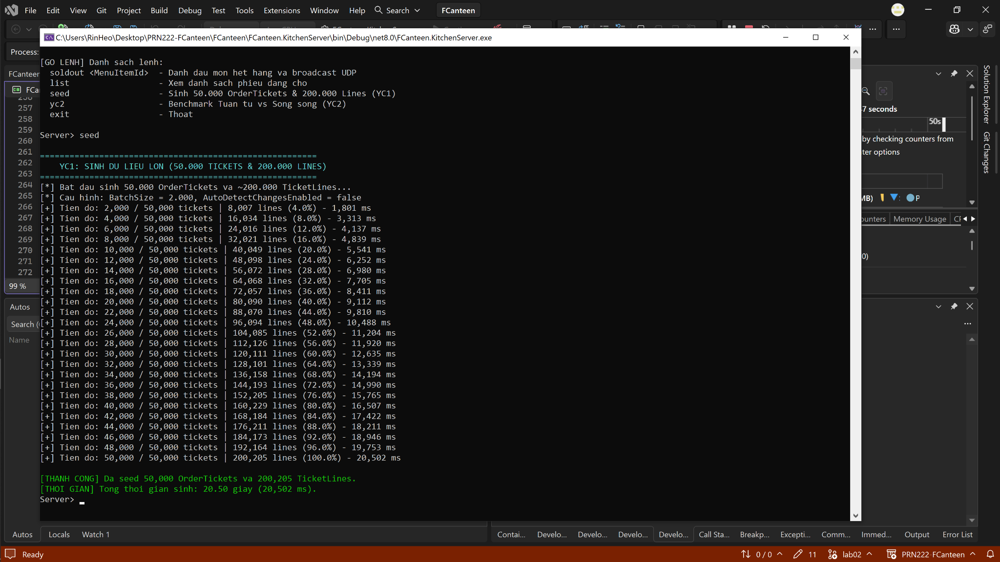 File Edit View Git Project Build Debug Test Tools Extensions Window Help Search FCanteen
Process:
C:\Users\RinHeo\Desktop\PRN222-FCanteen\FCanteen\FCanteen.KitchenServer\bin\Debug\net8.0\FCanteen.KitchenServer.exe
[GO LENH] Danh sach lenh:
soldout <MenuItemId> - Danh dau mon het hang va broadcast UDP
list - Xem danh sach phieu dang cho
seed - Sinh 50.000 OrderTickets & 200.000 Lines (YC1)
yc2 - Benchmark Tuan tu vs Song song (YC2)
exit - Thoat
Server> seed
=======================================================
YC1: SINH DU LIEU LON (50.000 TICKETS & 200.000 LINES)
=======================================================
[*] Bat dau sinh 50.000 OrderTickets va ~200.000 TicketLines...
[*] Cau hinh: BatchSize = 2.000, AutoDetectChangesEnabled = false
[+] Tien do: 2,000 / 50,000 tickets | 8,007 lines (4.0%) - 1,801 ms
[+] Tien do: 4,000 / 50,000 tickets | 16,034 lines (8.0%) - 3,313 ms
[+] Tien do: 6,000 / 50,000 tickets | 24,016 lines (12.0%) - 4,137 ms
[+] Tien do: 8,000 / 50,000 tickets | 32,021 lines (16.0%) - 4,839 ms
[+] Tien do: 10,000 / 50,000 tickets | 40,049 lines (20.0%) - 5,541 ms
[+] Tien do: 12,000 / 50,000 tickets | 48,098 lines (24.0%) - 6,252 ms
[+] Tien do: 14,000 / 50,000 tickets | 56,072 lines (28.0%) - 6,980 ms
[+] Tien do: 16,000 / 50,000 tickets | 64,068 lines (32.0%) - 7,705 ms
[+] Tien do: 18,000 / 50,000 tickets | 72,057 lines (36.0%) - 8,411 ms
[+] Tien do: 20,000 / 50,000 tickets | 80,090 lines (40.0%) - 9,112 ms
[+] Tien do: 22,000 / 50,000 tickets | 88,070 lines (44.0%) - 9,810 ms
[+] Tien do: 24,000 / 50,000 tickets | 96,094 lines (48.0%) - 10,488 ms
[+] Tien do: 26,000 / 50,000 tickets | 104,085 lines (52.0%) - 11,204 ms
[+] Tien do: 28,000 / 50,000 tickets | 112,126 lines (56.0%) - 11,920 ms
[+] Tien do: 30,000 / 50,000 tickets | 120,111 lines (60.0%) - 12,635 ms
[+] Tien do: 32,000 / 50,000 tickets | 128,101 lines (64.0%) - 13,339 ms
[+] Tien do: 34,000 / 50,000 tickets | 136,158 lines (68.0%) - 14,194 ms
[+] Tien do: 36,000 / 50,000 tickets | 144,193 lines (72.0%) - 14,990 ms
[+] Tien do: 38,000 / 50,000 tickets | 152,205 lines (76.0%) - 15,765 ms
[+] Tien do: 40,000 / 50,000 tickets | 160,229 lines (80.0%) - 16,507 ms
[+] Tien do: 42,000 / 50,000 tickets | 168,184 lines (84.0%) - 17,422 ms
[+] Tien do: 44,000 / 50,000 tickets | 176,211 lines (88.0%) - 18,211 ms
[+] Tien do: 46,000 / 50,000 tickets | 184,173 lines (92.0%) - 18,946 ms
[+] Tien do: 48,000 / 50,000 tickets | 192,164 lines (96.0%) - 19,753 ms
[+] Tien do: 50,000 / 50,000 tickets | 200,205 lines (100.0%) - 20,502 ms
[THANH CONG] Da seed 50,000 OrderTickets va 200,205 TicketLines.
[THOI GIAN] Tong thoi gian sinh: 20.50 giay (20,502 ms).
Server>
FCanteen
FCa
257
258
259
260
261
262
263
264
265
266
267
268
269
270
271
272
99 %
Autos
Search (
Name
7 seconds
50s
by checking counters from
ter options
MB)
P
ounters Memory Usage
0)
Solution Explorer
Git Changes
Autos Locals Watch 1
Contai... Develo... Develo... Develo... Develo... Call Sta... Breakp... Excepti... Comm... Immed... Output Error List
Ready 0 / 0 11 lab02 PRN222-FCanteen